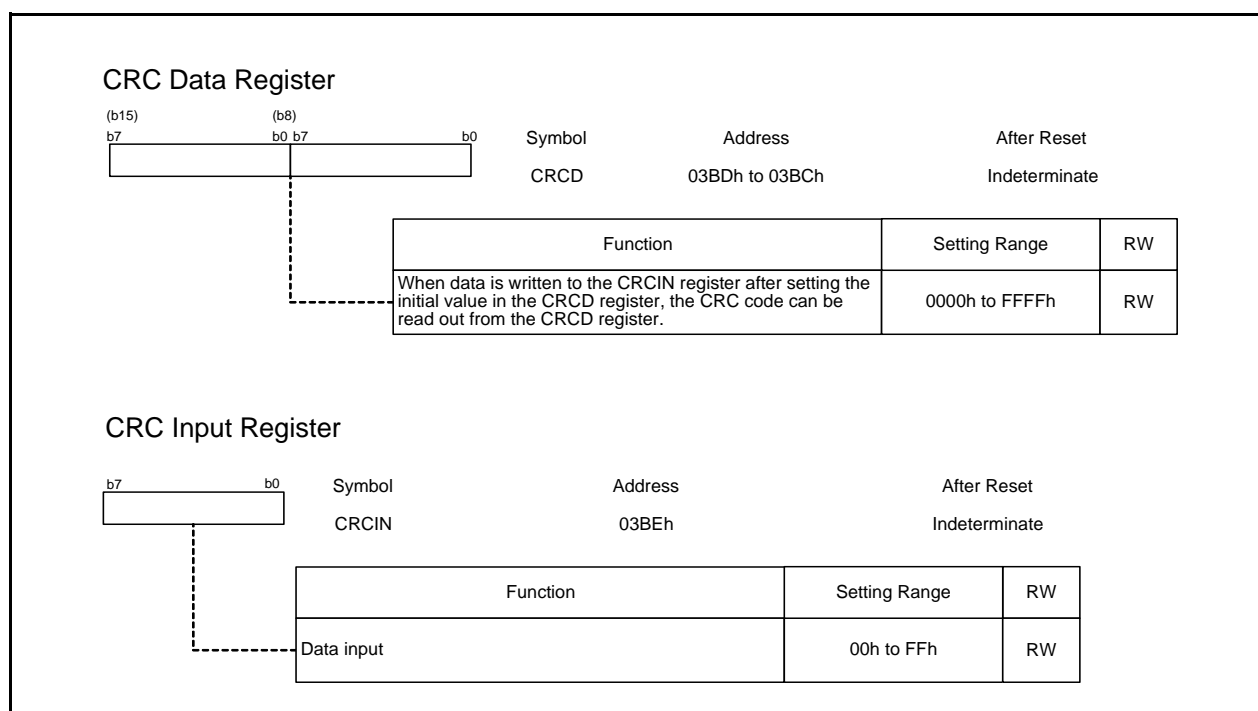 CRC Data Register
(b15) (b8)
b7 b0 b7 b0 Symbol Address After Reset
CRCD 03BDh to 03BCh Indeterminate
Function Setting Range RW
When data is written to the CRCIN register after setting the
initial value in the CRCD register, the CRC code can be
read out from the CRCD register.
0000h to FFFFh RW
CRC Input Register
b7 b0 Symbol Address After Reset
CRCIN 03BEh Indeterminate
Function Setting Range RW
Data input 00h to FFh RW